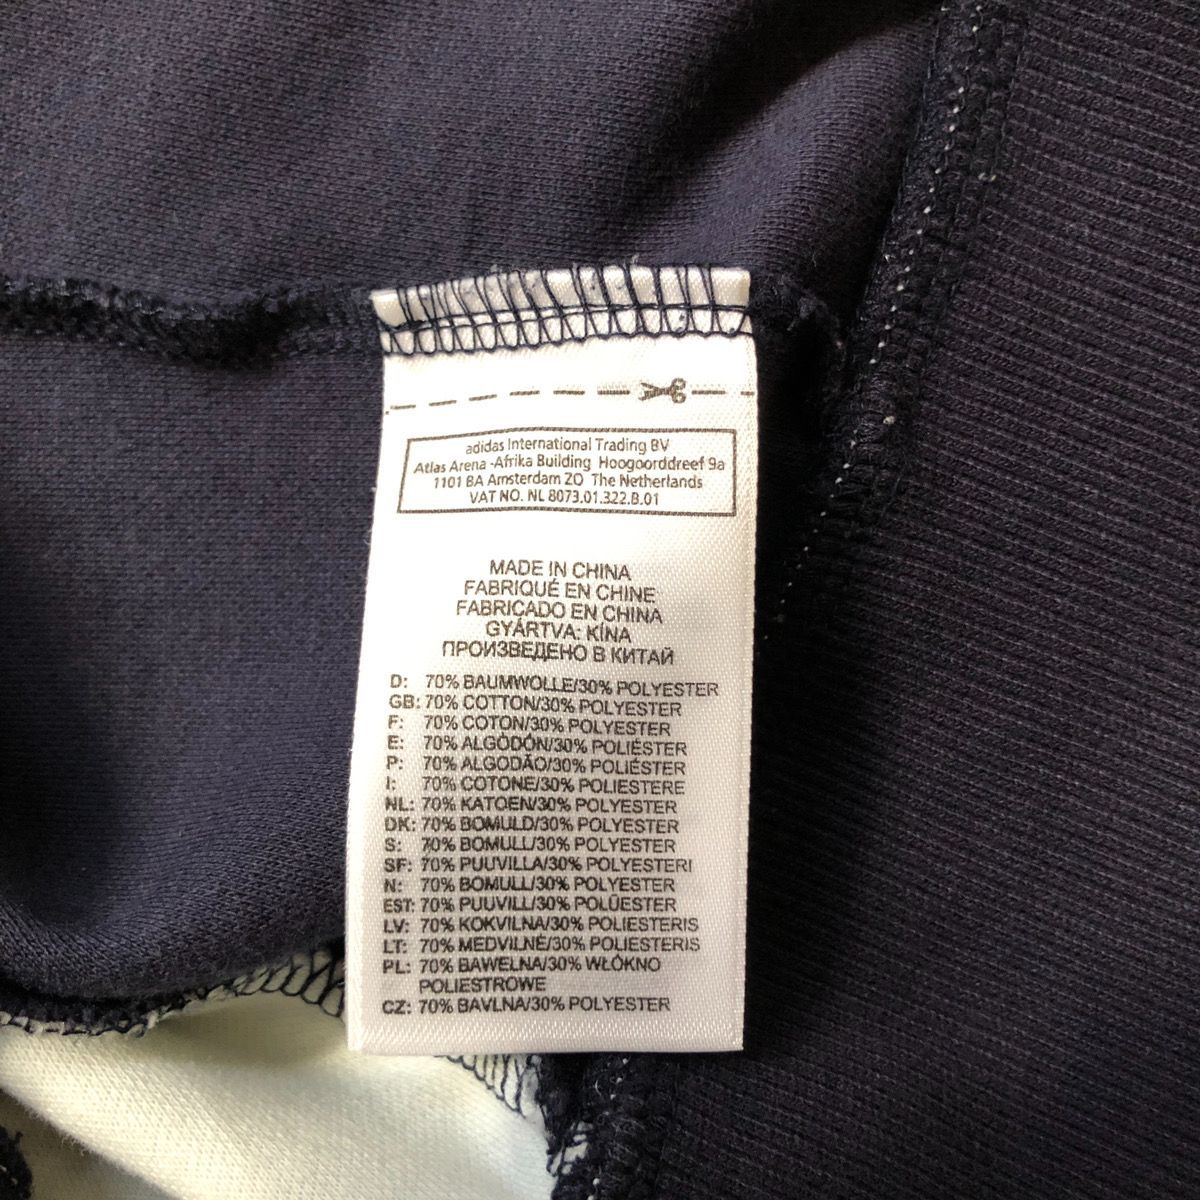 adidas International Trading BV
Atlas Arena -Afrika Building Hoogoorddreef 9a
1101 BA Amsterdam ZO The Netherlands
VAT NO. NL 8073.01.322.B.01
MADE IN CHINA
FABRIQUÉ EN CHINE
FABRICADO EN CHINA
GYÁRTVA: KÍNA
ПРОИЗВЕДЕНО В КИТАЙ
D: 70% BAUMWOLLE/30% POLYESTER
GB: 70% COTTON/30% POLYESTER
F: 70% COTON/30% POLYESTER
E: 70% ALGÒDÓN/30% POLIÉSTER
P: 70% ALGODÃO/30% POLIÉSTER
I: 70% COTONE/30% POLIESTERE
NL: 70% KATOEN/30% POLYESTER
DK: 70% BOMULD/30% POLYESTER
S: 70% BOMULL/30% POLYESTER
SF: 70% PUUVILLA/30% POLYESTERI
N: 70% BOMULL/30% POLYESTER
EST: 70% PUUVILL/30% POLÜESTER
LV: 70% KOKVILNA/30% POLIESTERIS
LT: 70% MEDVILNÉ/30% POLIESTERIS
PL: 70% BAWELNA/30% WŁÓKNO
POLIESTROWE
CZ: 70% BAVLNA/30% POLYESTER